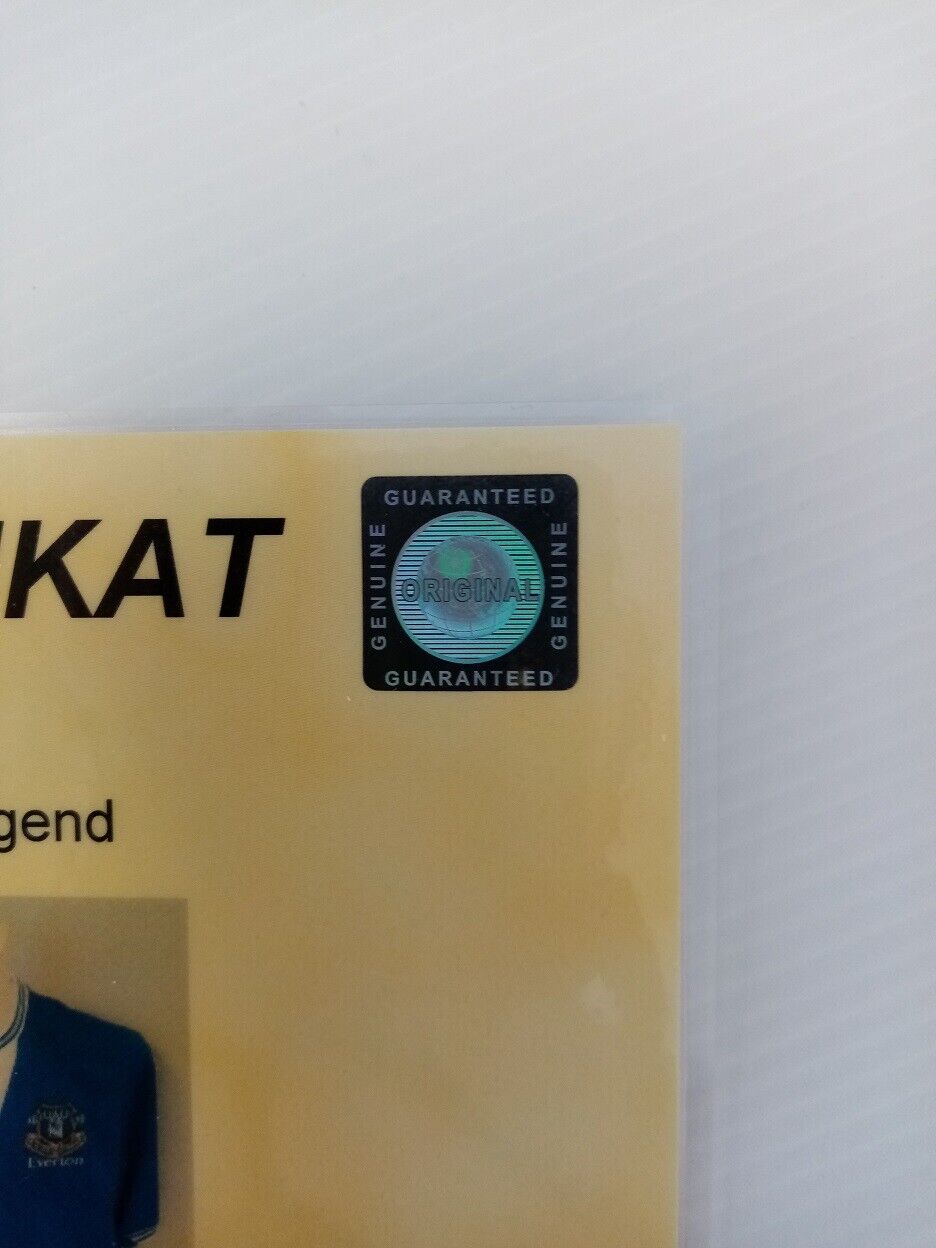 GUARANTEED
GENUINE
ORIGINAL
GENUINE
GUARANTEED
KAT
gend
Everton